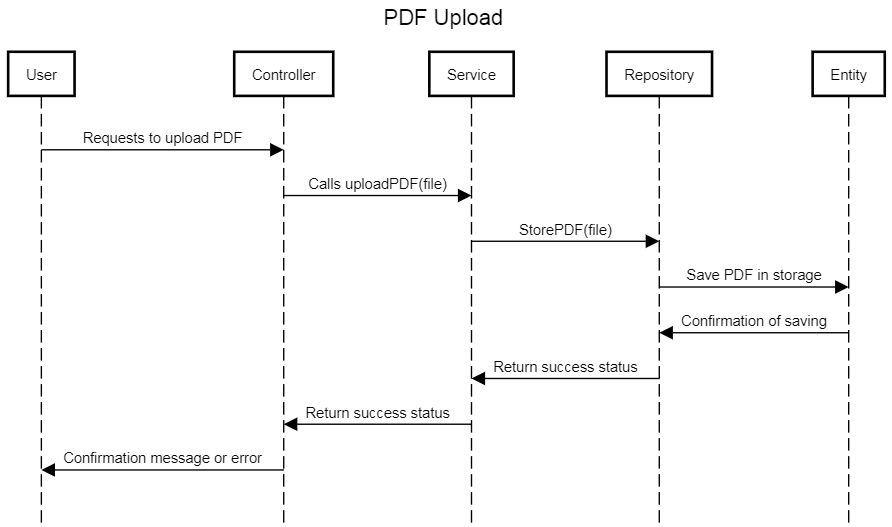 PDF Upload
User
Controller
Service
Repository
Entity
Requests to upload PDF
Calls uploadPDF(file)
StorePDF(file)
Save PDF in storage
Confirmation of saving
Return success status
Return success status
Confirmation message or error